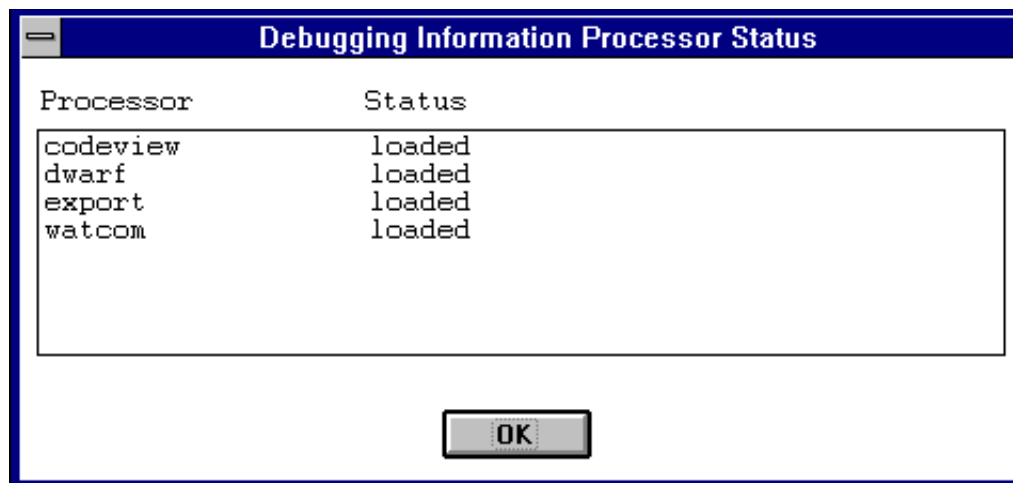 Debugging Information Processor Status
Processor Status
codeview loaded
dwarf loaded
export loaded
watcom loaded
OK